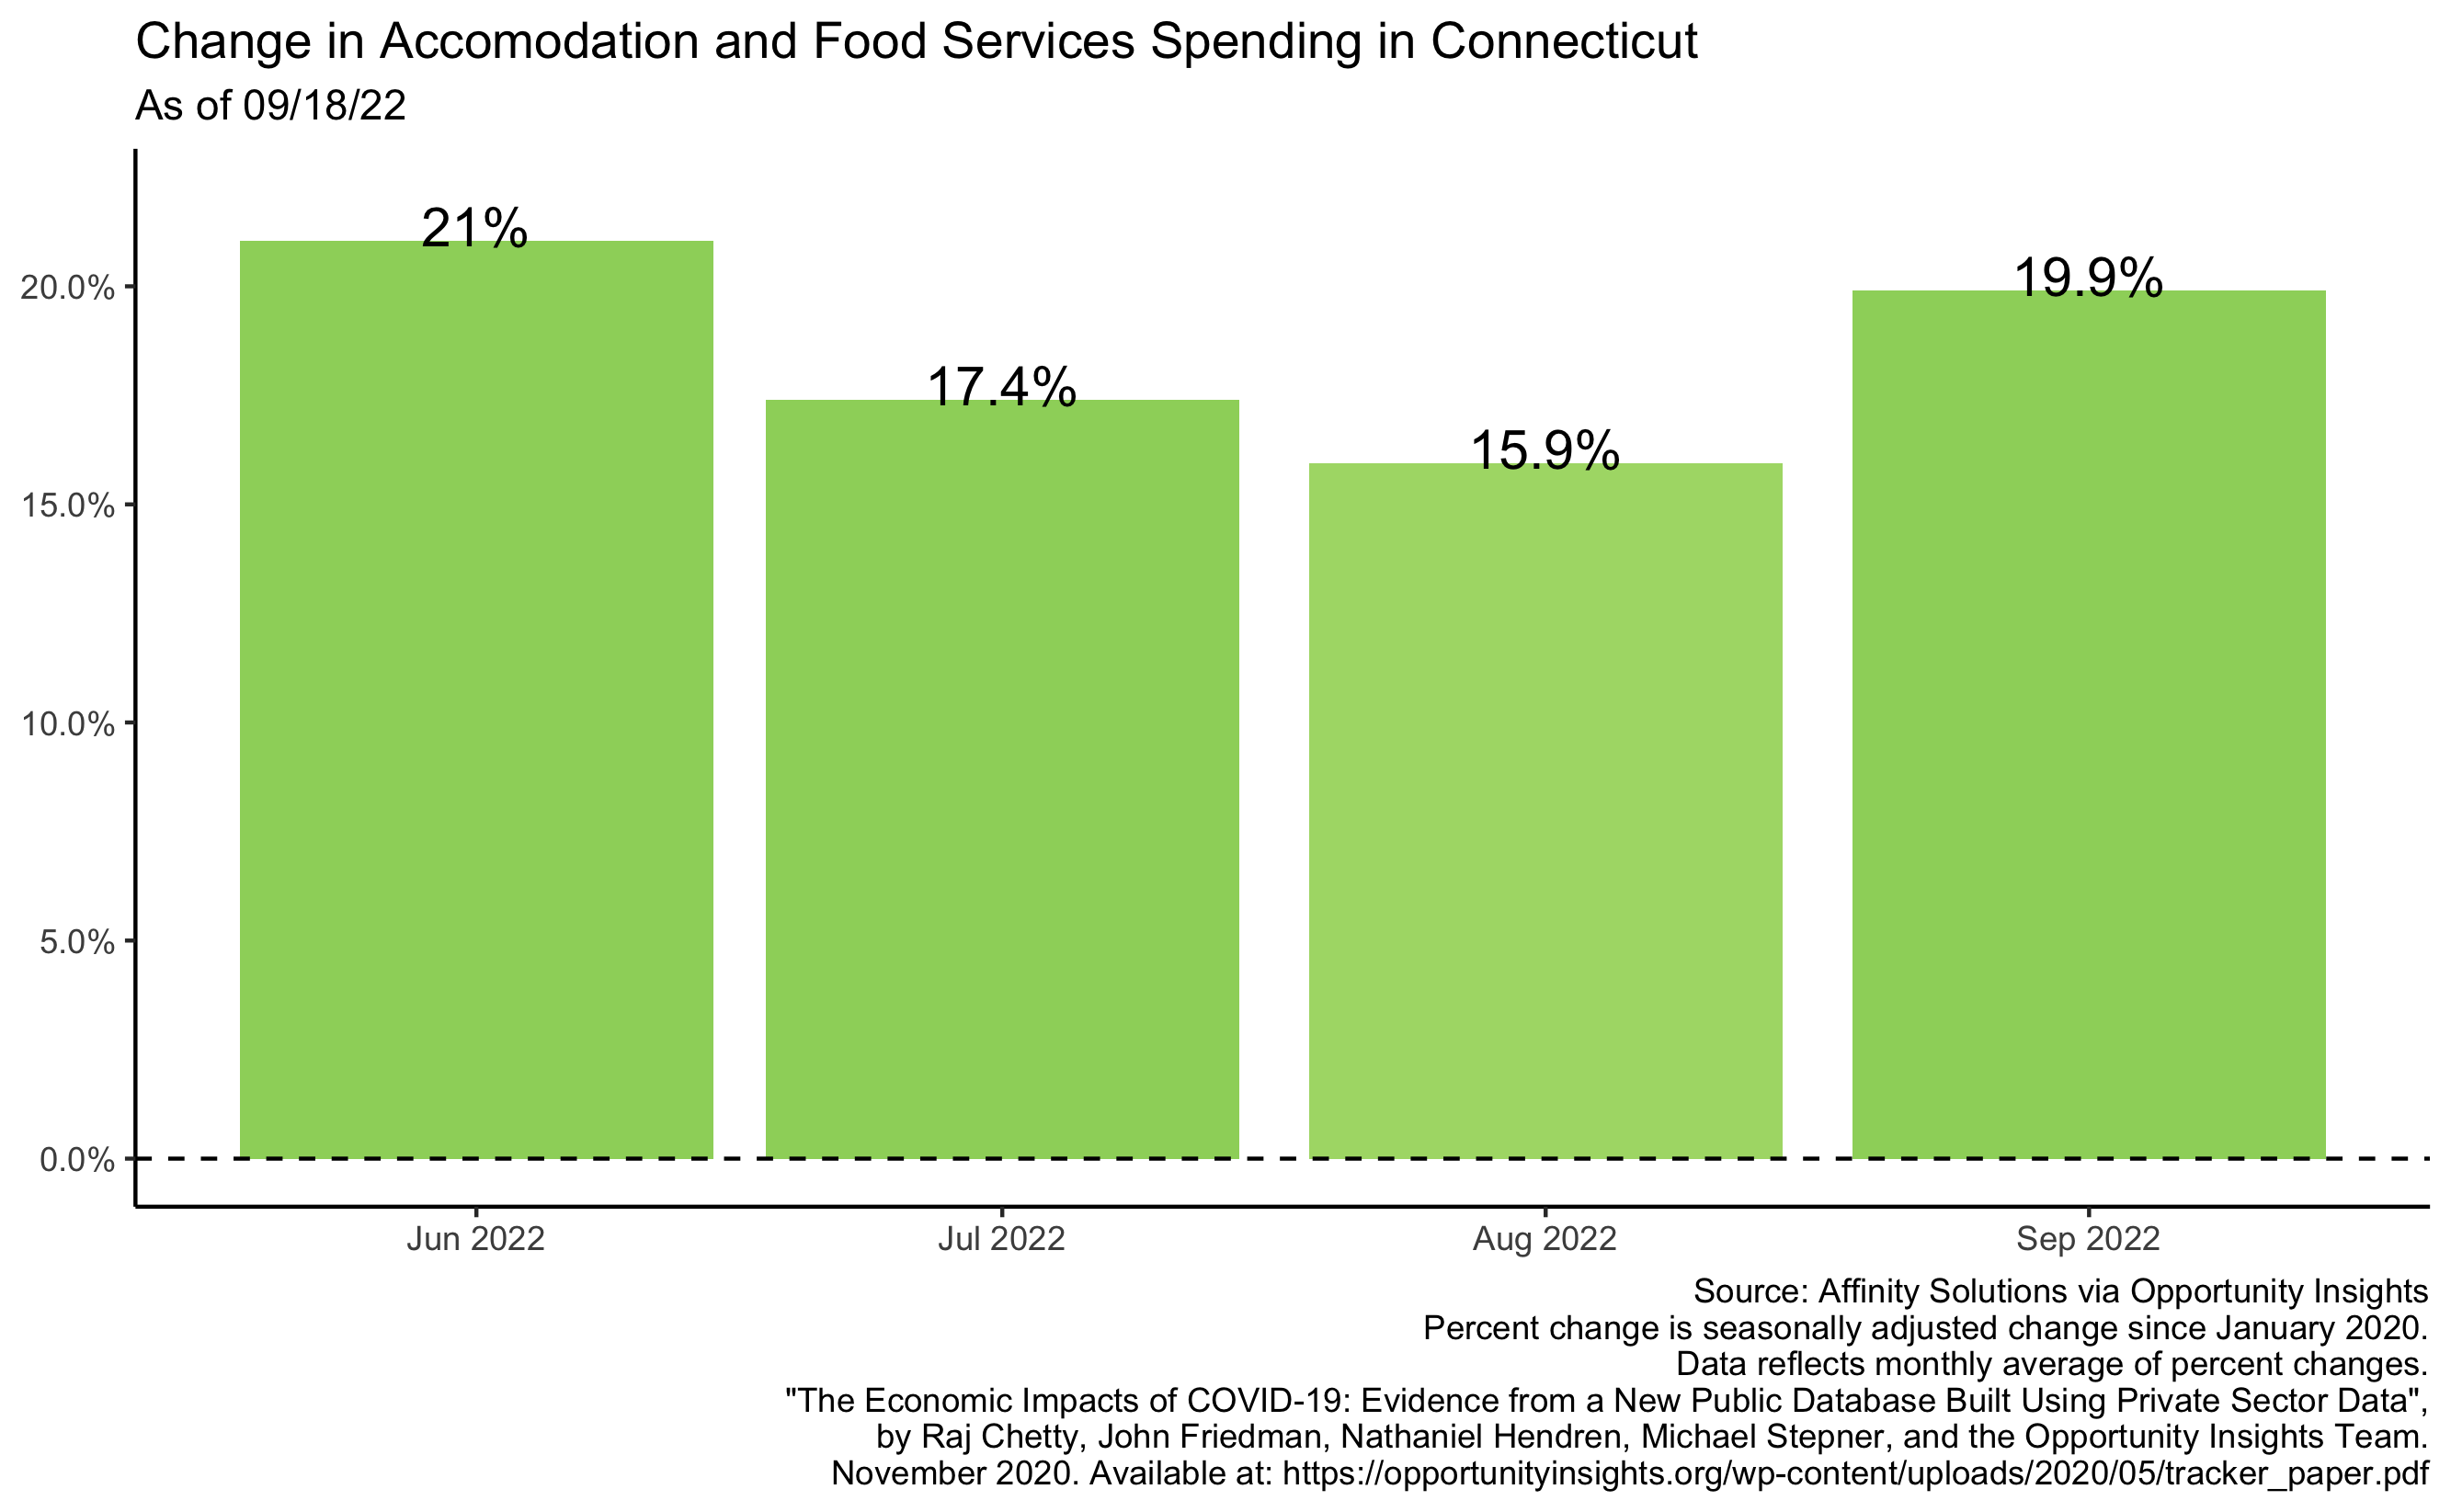 Change in Accomodation and Food Services Spending in Connecticut
As of 09/18/22
21%
19.9%
17.4%
15.9%
20.0%
15.0%
10.0%
5.0%
0.0%
Jun 2022
Jul 2022
Aug 2022
Sep 2022
Source: Affinity Solutions via Opportunity Insights
Percent change is seasonally adjusted change since January 2020.
Data reflects monthly average of percent changes.
"The Economic Impacts of COVID-19: Evidence from a New Public Database Built Using Private Sector Data",
by Raj Chetty, John Friedman, Nathaniel Hendren, Michael Stepner, and the Opportunity Insights Team.
November 2020. Available at: https://opportunityinsights.org/wp-content/uploads/2020/05/tracker_paper.pdf